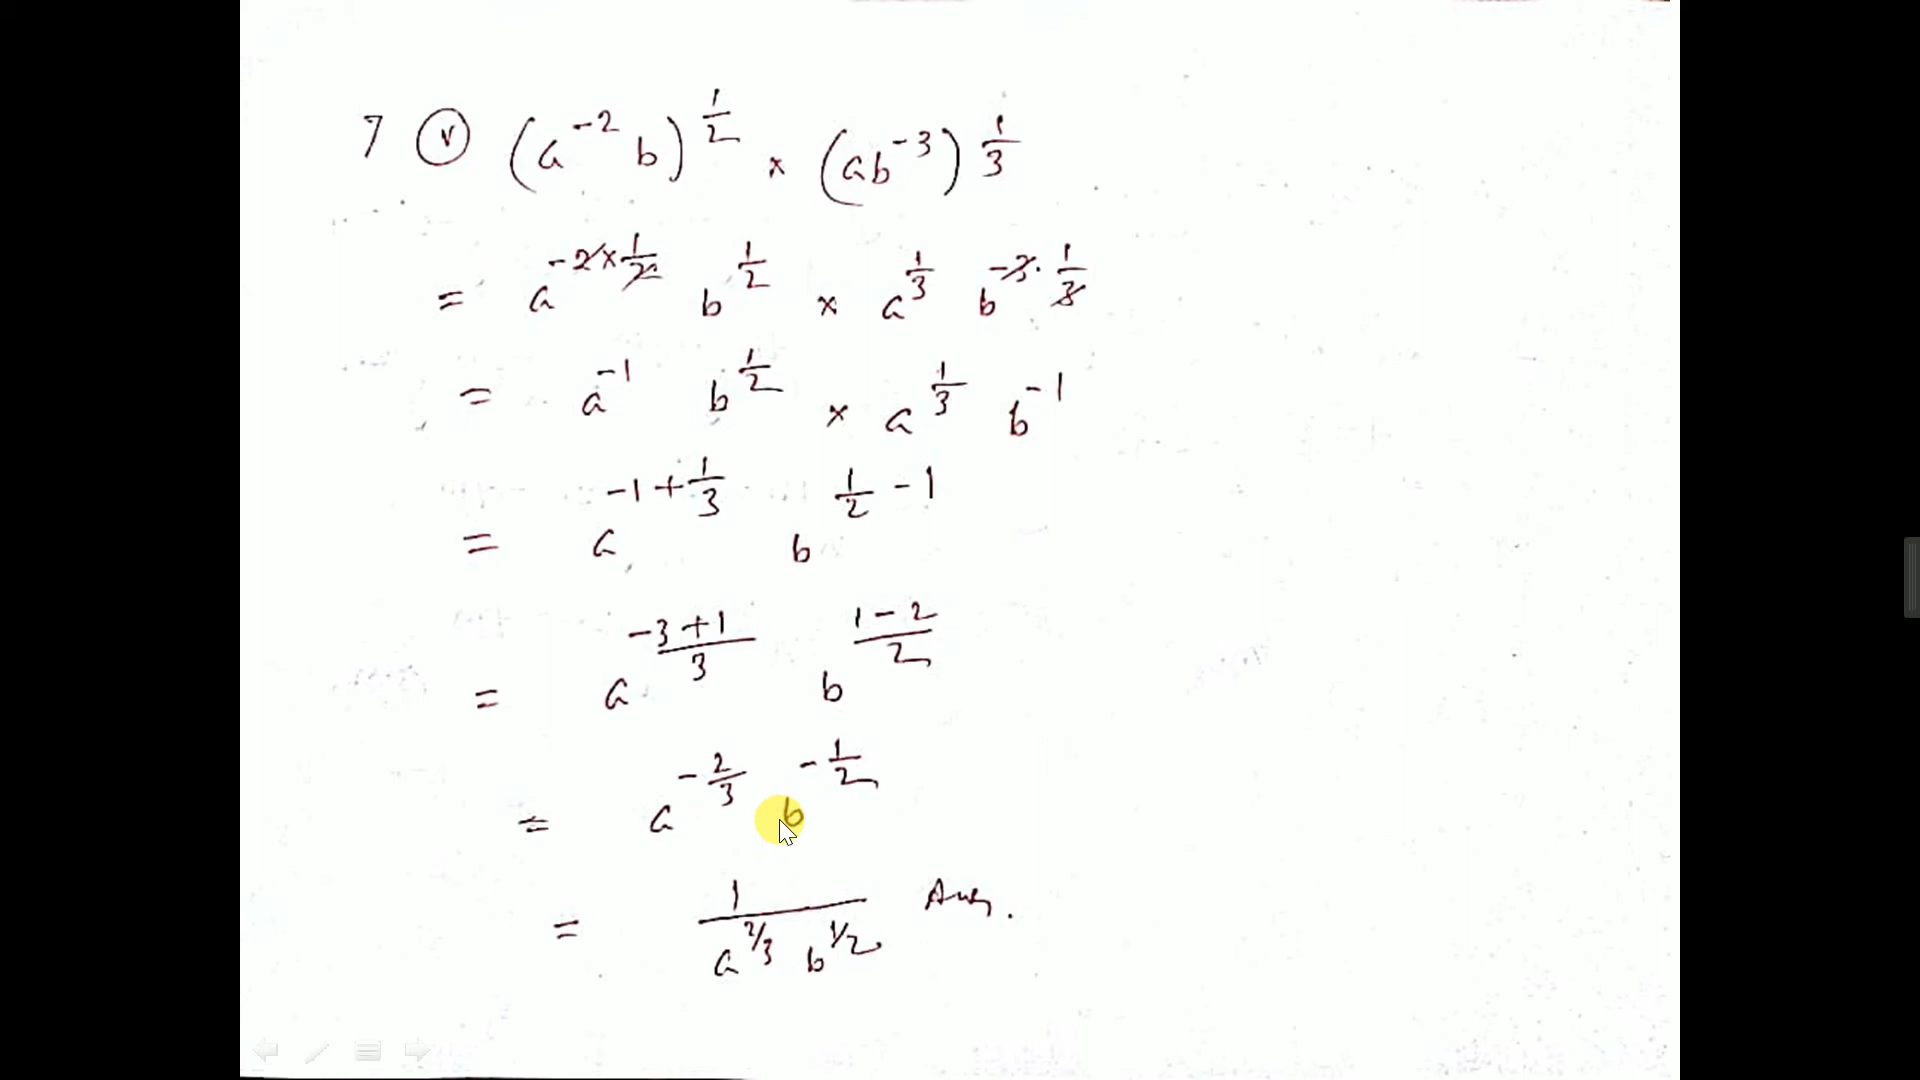 7 (v) (a^{-2} b)^{1/2} × (ab^{-3})^{1/3}
= a^{-2×1/2} b^{1/2} × a^{1/3} b^{-3·1/3}
= a^{-1} b^{1/2} × a^{1/3} b^{-1}
= a^{-1+1/3} b^{1/2-1}
= a^{(-3+1)/3} b^{(1-2)/2}
= a^{-2/3} b^{-1/2}
= 1/(a^{2/3} b^{1/2}) Ans.